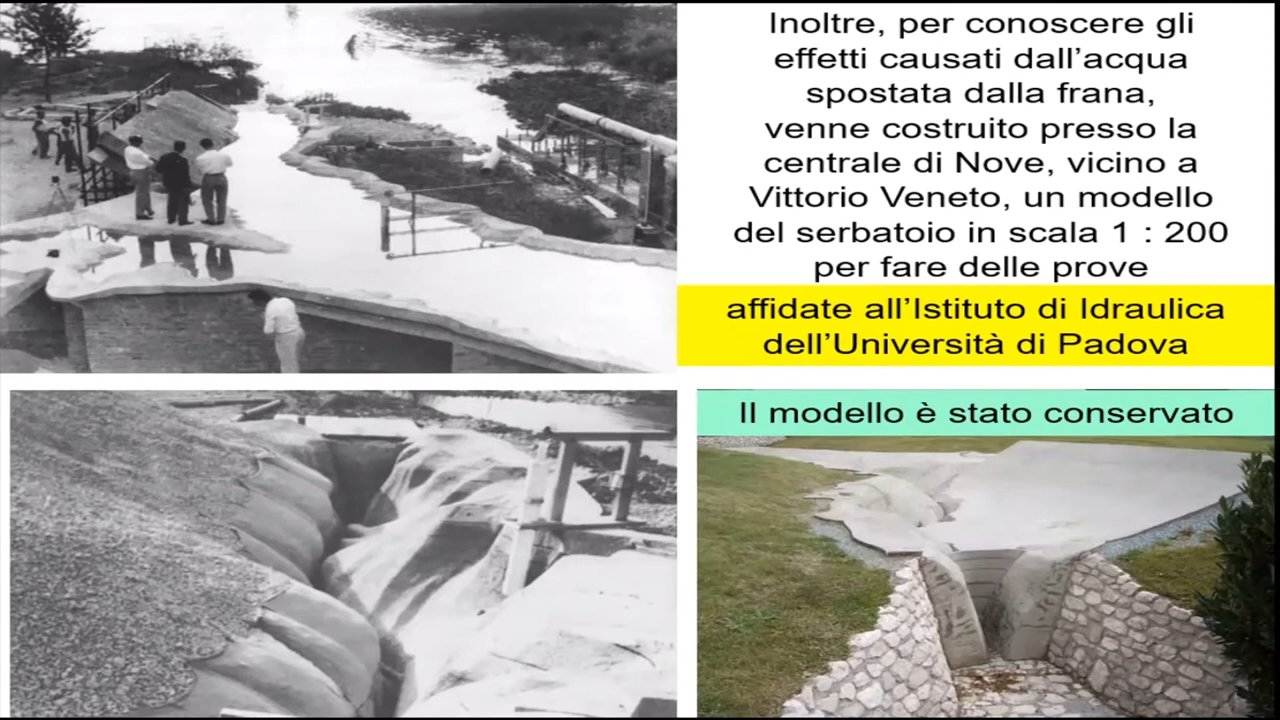 Inoltre, per conoscere gli
effetti causati dall’acqua
spostata dalla frana,
venne costruito presso la
centrale di Nove, vicino a
Vittorio Veneto, un modello
del serbatoio in scala 1 : 200
per fare delle prove
affidate all’Istituto di Idraulica
dell’Università di Padova
Il modello è stato conservato